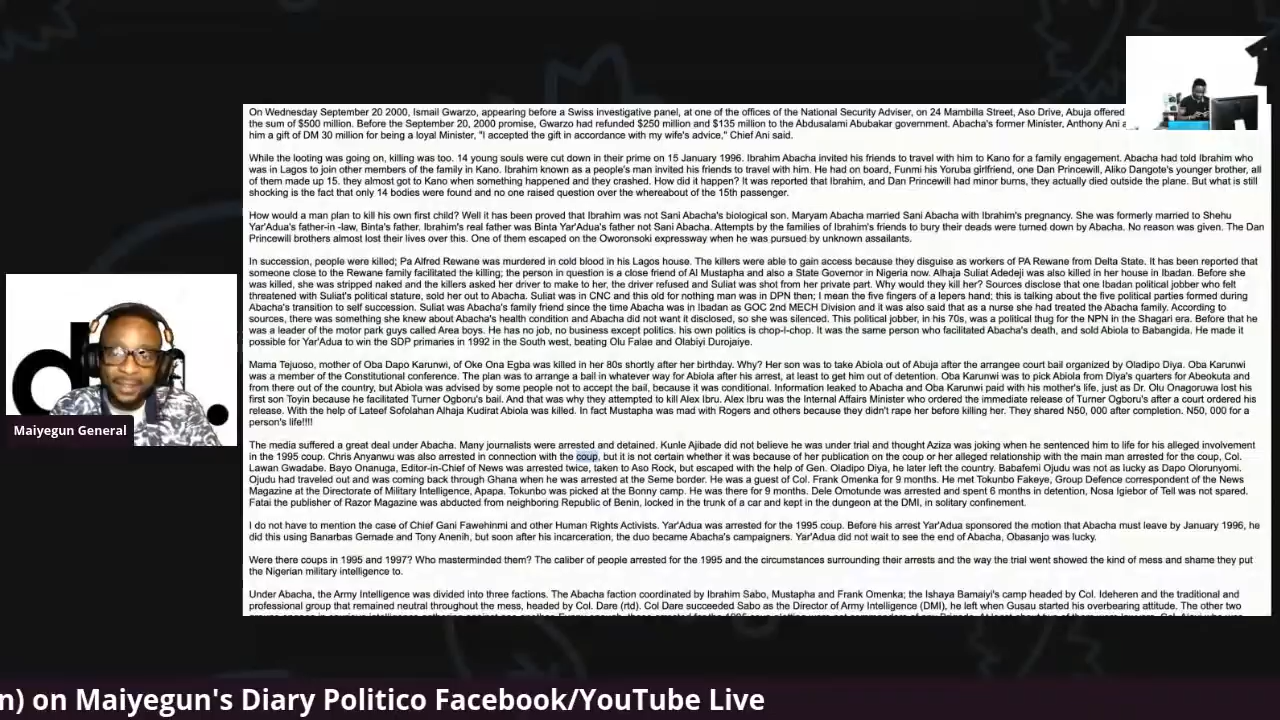 On Wednesday September 20 2000, Ismail Gwarzo, appearing before a Swiss investigative panel, at one of the offices of the National Security Adviser, on 24 Mambilla Street, Aso Drive, Abuja offered
the sum of $500 million. Before the September 20, 2000 promise, Gwarzo had refunded $250 million and $135 million to the Abdusalami Abubakar government. Abacha's former Minister, Anthony Ani
him a gift of DM 30 million for being a loyal Minister, "I accepted the gift in accordance with my wife's advice," Chief Ani said.
While the looting was going on, killing was too. 14 young souls were cut down in their prime on 15 January 1996. Ibrahim Abacha invited his friends to travel with him to Kano for a family engagement. Abacha had told Ibrahim who
was in Lagos to join other members of the family in Kano. Ibrahim known as a people's man invited his friends to travel with him. He had on board, Funmi his Yoruba girlfriend, one Dan Princewill, Aliko Dangote's younger brother, all
of them made up 15. they almost got to Kano when something happened and they crashed. How did it happen? It was reported that Ibrahim, and Dan Princewill had minor burns, they actually died outside the plane. But what is still
shocking is the fact that only 14 bodies were found and no one raised question over the whereabout of the 15th passenger.
How would a man plan to kill his own first child? Well it has been proved that Ibrahim was not Sani Abacha's biological son. Maryam Abacha married Sani Abacha with Ibrahim's pregnancy. She was formerly married to Shehu
Yar'Adua's father-in -law, Binta's father. Ibrahim's real father was Binta Yar'Adua's father not Sani Abacha. Attempts by the families of Ibrahim's friends to bury their deads were turned down by Abacha. No reason was given. The Dan
Princewill brothers almost lost their lives over this. One of them escaped on the Oworonsoki expressway when he was pursued by unknown assailants.
In succession, people were killed; Pa Alfred Rewane was murdered in cold blood in his Lagos house. The killers were able to gain access because they disguise as workers of PA Rewane from Delta State. It has been reported that
someone close to the Rewane family facilitated the killing; the person in question is a close friend of Al Mustapha and also a State Governor in Nigeria now. Alhaja Suliat Adedeji was also killed in her house in Ibadan. Before she
was killed, she was stripped naked and the killers asked her driver to make to her, the driver refused and Suliat was shot from her private part. Why would they kill her? Sources disclose that one Ibadan political jobber who felt
threatened with Suliat's political stature, sold her out to Abacha. Suliat was in CNC and this old for nothing man was in DPN then; I mean the five fingers of a lepers hand; this is talking about the five political parties formed during
Abacha's transition to self succession. Suliat was Abacha's family friend since the time Abacha was in Ibadan as GOC 2ND MECH Division and it was also said that as a nurse she had treated the Abacha family. According to
sources, there was something she knew about Abacha's health condition and Abacha did not want it disclosed, so she was silenced. This political jobber, in his 70s, was a political thug for the NPN in the Shagari era. Before that he
was a leader of the motor park guys called Area boys. He has no job, no business except politics. his own politics is chop-I-chop. It was the same person who facilitated Abacha's death, and sold Abiola to Babangida. He made it
possible for Yar'Adua to win the SDP primaries in 1992 in the South west, beating Olu Falae and Olabiyi Durojaiye.
Mama Tejuoso, mother of Oba Dapo Karunwi, of Oke Ona Egba was killed in her 80s shortly after her birthday. Why? Her son was to take Abiola out of Abuja after the arrangee court bail organized by Oladipo Diya. Oba Karunwi
was a member of the Constitutional conference. The plan was to arrange a ball in whatever way for Abiola after his arrest, at least to get him out of detention. Oba Karunwi was to pick Abiola from Diya's quarters for Abeokuta and
from there out of the country, but Abiola was advised by some people not to accept the bail, because it was conditional. Information leaked to Abacha and Oba Karunwi paid with his mother's life, just as Dr. Olu Onagoruwa lost his
first son Toyin because he facilitated Turner Ogboru's bail. And that was why they attempted to kill Alex Ibru. Alex Ibru was the Internal Affairs Minister who ordered the immediate release of Turner Ogboru's after a court ordered his
release. With the help of Lateef Sofolahan Alhaja Kudirat Abiola was killed. In fact Mustapha was mad with Rogers and others because they didn't rape her before killing her. They shared N50, 000 after completion. N50, 000 for a
person's life!!!!
The media suffered a great deal under Abacha. Many journalists were arrested and detained. Kunle Ajibade did not believe he was under trial and thought Aziza was joking when he sentenced him to life for his alleged involvement
in the 1995 coup. Chris Anyanwu was also arrested in connection with the coup, but it is not certain whether it was because of her publication on the coup or her alleged relationship with the main man arrested for the coup, Col.
Lawan Gwadabe. Bayo Onanuga, Editor-in-Chief of News was arrested twice, taken to Aso Rock, but escaped with the help of Gen. Oladipo Diya, he later left the country. Babafemi Ojudu was not as lucky as Dapo Olorunyomi.
Ojudu had traveled out and was coming back through Ghana when he was arrested at the Seme border. He was a guest of Col. Frank Omenka for 9 months. He met Tokunbo Fakeye, Group Defence correspondent of the News
Magazine at the Directorate of Military Intelligence, Apapa. Tokunbo was picked at the Bonny camp. He was there for 9 months. Dele Omotunde was arrested and spent 6 months in detention, Nosa Igiebor of Tell was not spared.
Fatai the publisher of Razor Magazine was abducted from neighboring Republic of Benin, locked in the trunk of a car and kept in the dungeon at the DMI, in solitary confinement.
I do not have to mention the case of Chief Gani Fawehinmi and other Human Rights Activists. Yar'Adua was arrested for the 1995 coup. Before his arrest Yar'Adua sponsored the motion that Abacha must leave by January 1996, he
did this using Banarbas Gemade and Tony Anenih, but soon after his incarceration, the duo became Abacha's campaigners. Yar'Adua did not wait to see the end of Abacha, Obasanjo was lucky.
Were there coups in 1995 and 1997? Who masterminded them? The caliber of people arrested for the 1995 and the circumstances surrounding their arrests and the way the trial went showed the kind of mess and shame they put
the Nigerian military intelligence to.
Under Abacha, the Army Intelligence was divided into three factions. The Abacha faction coordinated by Ibrahim Sabo, Mustapha and Frank Omenka; the Ishaya Bamaiyi's camp headed by Col. Ideheren and the traditional and
professional group that remained neutral throughout the mess, headed by Col. Dare (rtd). Col Dare succeeded Sabo as the Director of Army Intelligence (DMI), he left when Gusau started his overbearing attitude. The other two
Maiyegun General
n) on Maiyegun's Diary Politico Facebook/YouTube Live